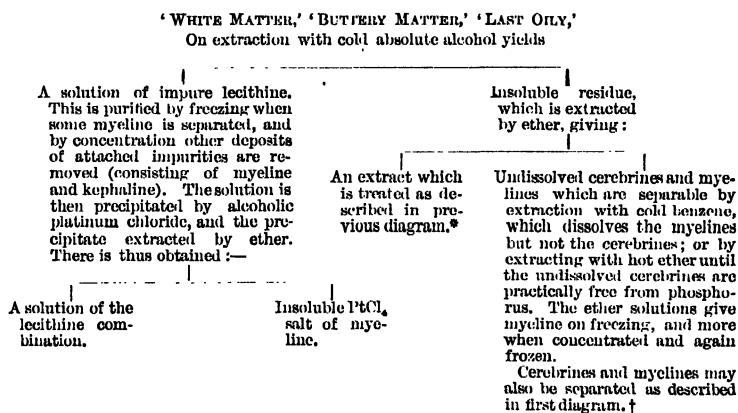 ‘WHITE MATTER,’ ‘BUTTERY MATTER,’ ‘LAST OILY,’
On extraction with cold absolute alcohol yields
A solution of impure lecithine.
This is purified by freezing when
some myeline is separated, and
by concentration other deposits
of attached impurities are re-
moved (consisting of myeline
and kephaline). The solution is
then precipitated by alcoholic
platinum chloride, and the pre-
cipitate extracted by ether.
There is thus obtained :—
A solution of the
lecithine com-
bination.
Insoluble PtCl4
salt of mye-
line.
Insoluble residue,
which is extracted
by ether, giving :
An extract which
is treated as de-
scribed in pre-
vious diagram.*
Undissolved cerebrines and mye-
lines which are separable by
extraction with cold benzene,
which dissolves the myelines
but not the cerebrines; or by
extracting with hot ether until
the undissolved cerebrines are
practically free from phospho-
rus. The ether solutions give
myeline on freezing, and more
when concentrated and again
frozen.
Cerebrines and myelines may
also be separated as described
in first diagram.†